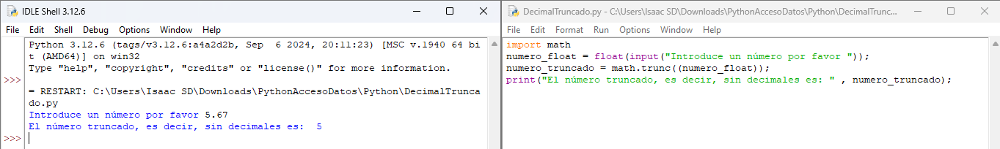 IDLE Shell 3.12.6
File Edit Shell Debug Options Window Help
Python 3.12.6 (tags/v3.12.6:a4a2d2b, Sep  6 2024, 20:11:23) [MSC v.1940 64 bi
t (AMD64)] on win32
Type "help", "copyright", "credits" or "license()" for more information.
>>>
= RESTART: C:\Users\Isaac SD\Downloads\PythonAccesoDatos\Python\DecimalTrunca
do.py
Introduce un número por favor 5.67
El número truncado, es decir, sin decimales es:  5
>>>
DecimalTruncado.py - C:\Users\Isaac SD\Downloads\PythonAccesoDatos\Python\DecimalTrunc...
File Edit Format Run Options Window Help
import math
numero_float = float(input("Introduce un número por favor "));
numero_truncado = math.trunc((numero_float));
print("El número truncado, es decir, sin decimales es: " , numero_truncado);